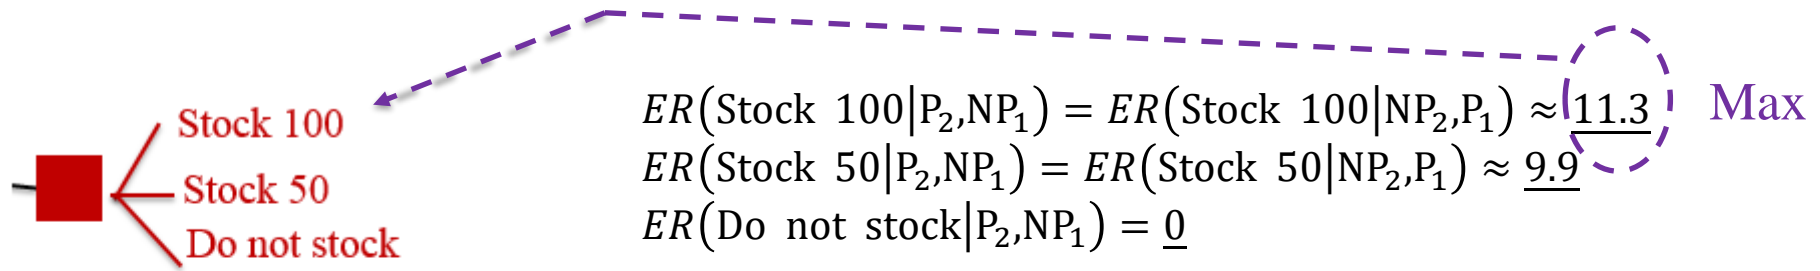 Stock 100
Stock 50
Do not stock
ER(Stock 100|P₂,NP₁) = ER(Stock 100|NP₂,P₁) ≈ 11.3
ER(Stock 50|P₂,NP₁) = ER(Stock 50|NP₂,P₁) ≈ 9.9
ER(Do not stock|P₂,NP₁) = 0
Max